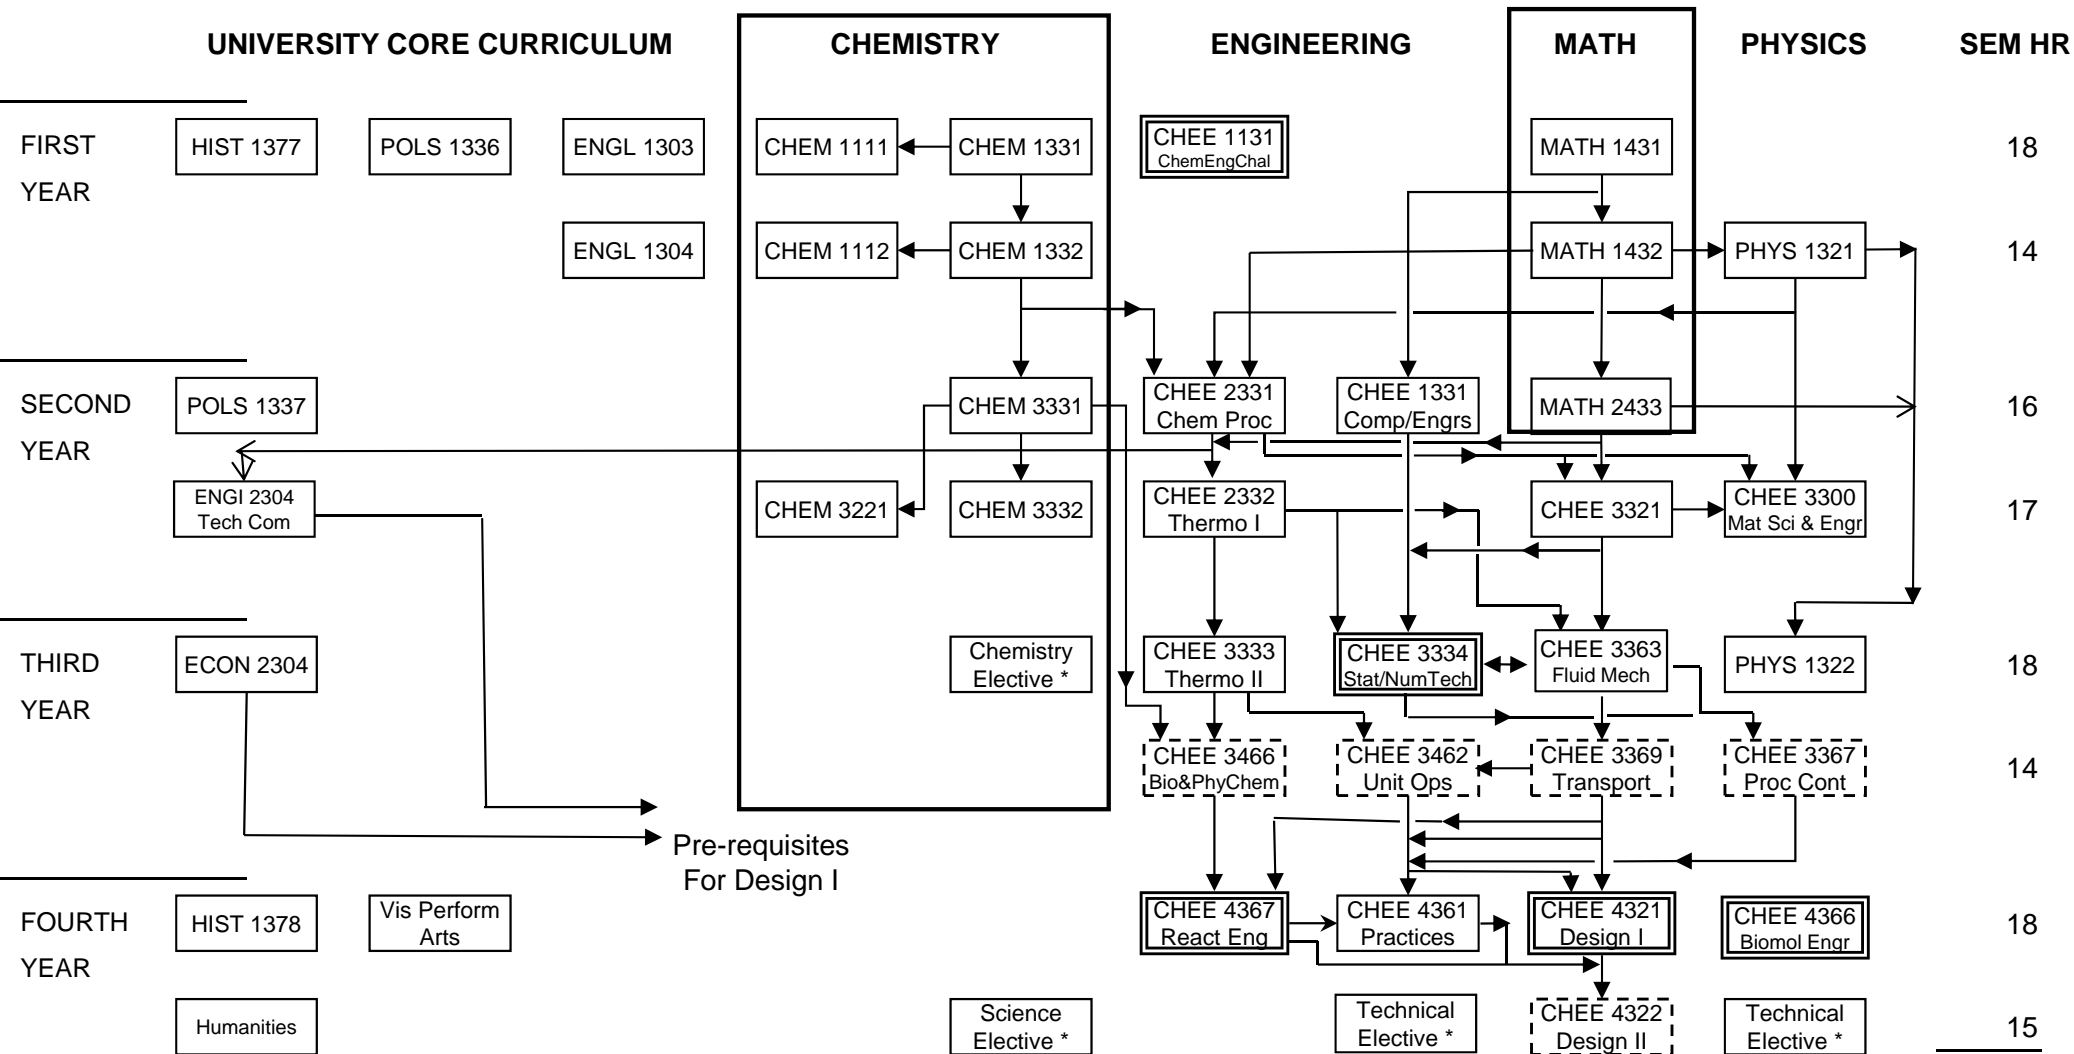 UNIVERSITY CORE CURRICULUM CHEMISTRY ENGINEERING MATH PHYSICS SEM HR
FIRST
YEAR
HIST 1377 POLS 1336 ENGL 1303 CHEM 1111 CHEM 1331 CHEE 1131 MATH 1431 18
ChemEngChal
ENGL 1304 CHEM 1112 CHEM 1332 MATH 1432 PHYS 1321 14
SECOND
YEAR
POLS 1337 CHEM 3331 CHEE 2331 CHEE 1331 MATH 2433 16
Chem Proc Comp/Engrs
ENGI 2304 CHEM 3221 CHEM 3332 CHEE 2332 CHEE 3321 CHEE 3300 17
Tech Com Thermo I Mat Sci & Engr
THIRD
YEAR
ECON 2304 Chemistry CHEE 3333 CHEE 3334 CHEE 3363 PHYS 1322 18
Elective * Thermo II Stat/NumTech Fluid Mech
CHEE 3466 CHEE 3462 CHEE 3369 CHEE 3367 14
Bio&PhyChem Unit Ops Transport Proc Cont
Pre-requisites
For Design I
FOURTH
YEAR
HIST 1378 Vis Perform CHEE 4367 CHEE 4361 CHEE 4321 CHEE 4366 18
Arts React Eng Practices Design I Biomol Engr
Humanities Science Technical CHEE 4322 Technical 15
Elective * Elective * Design II Elective *